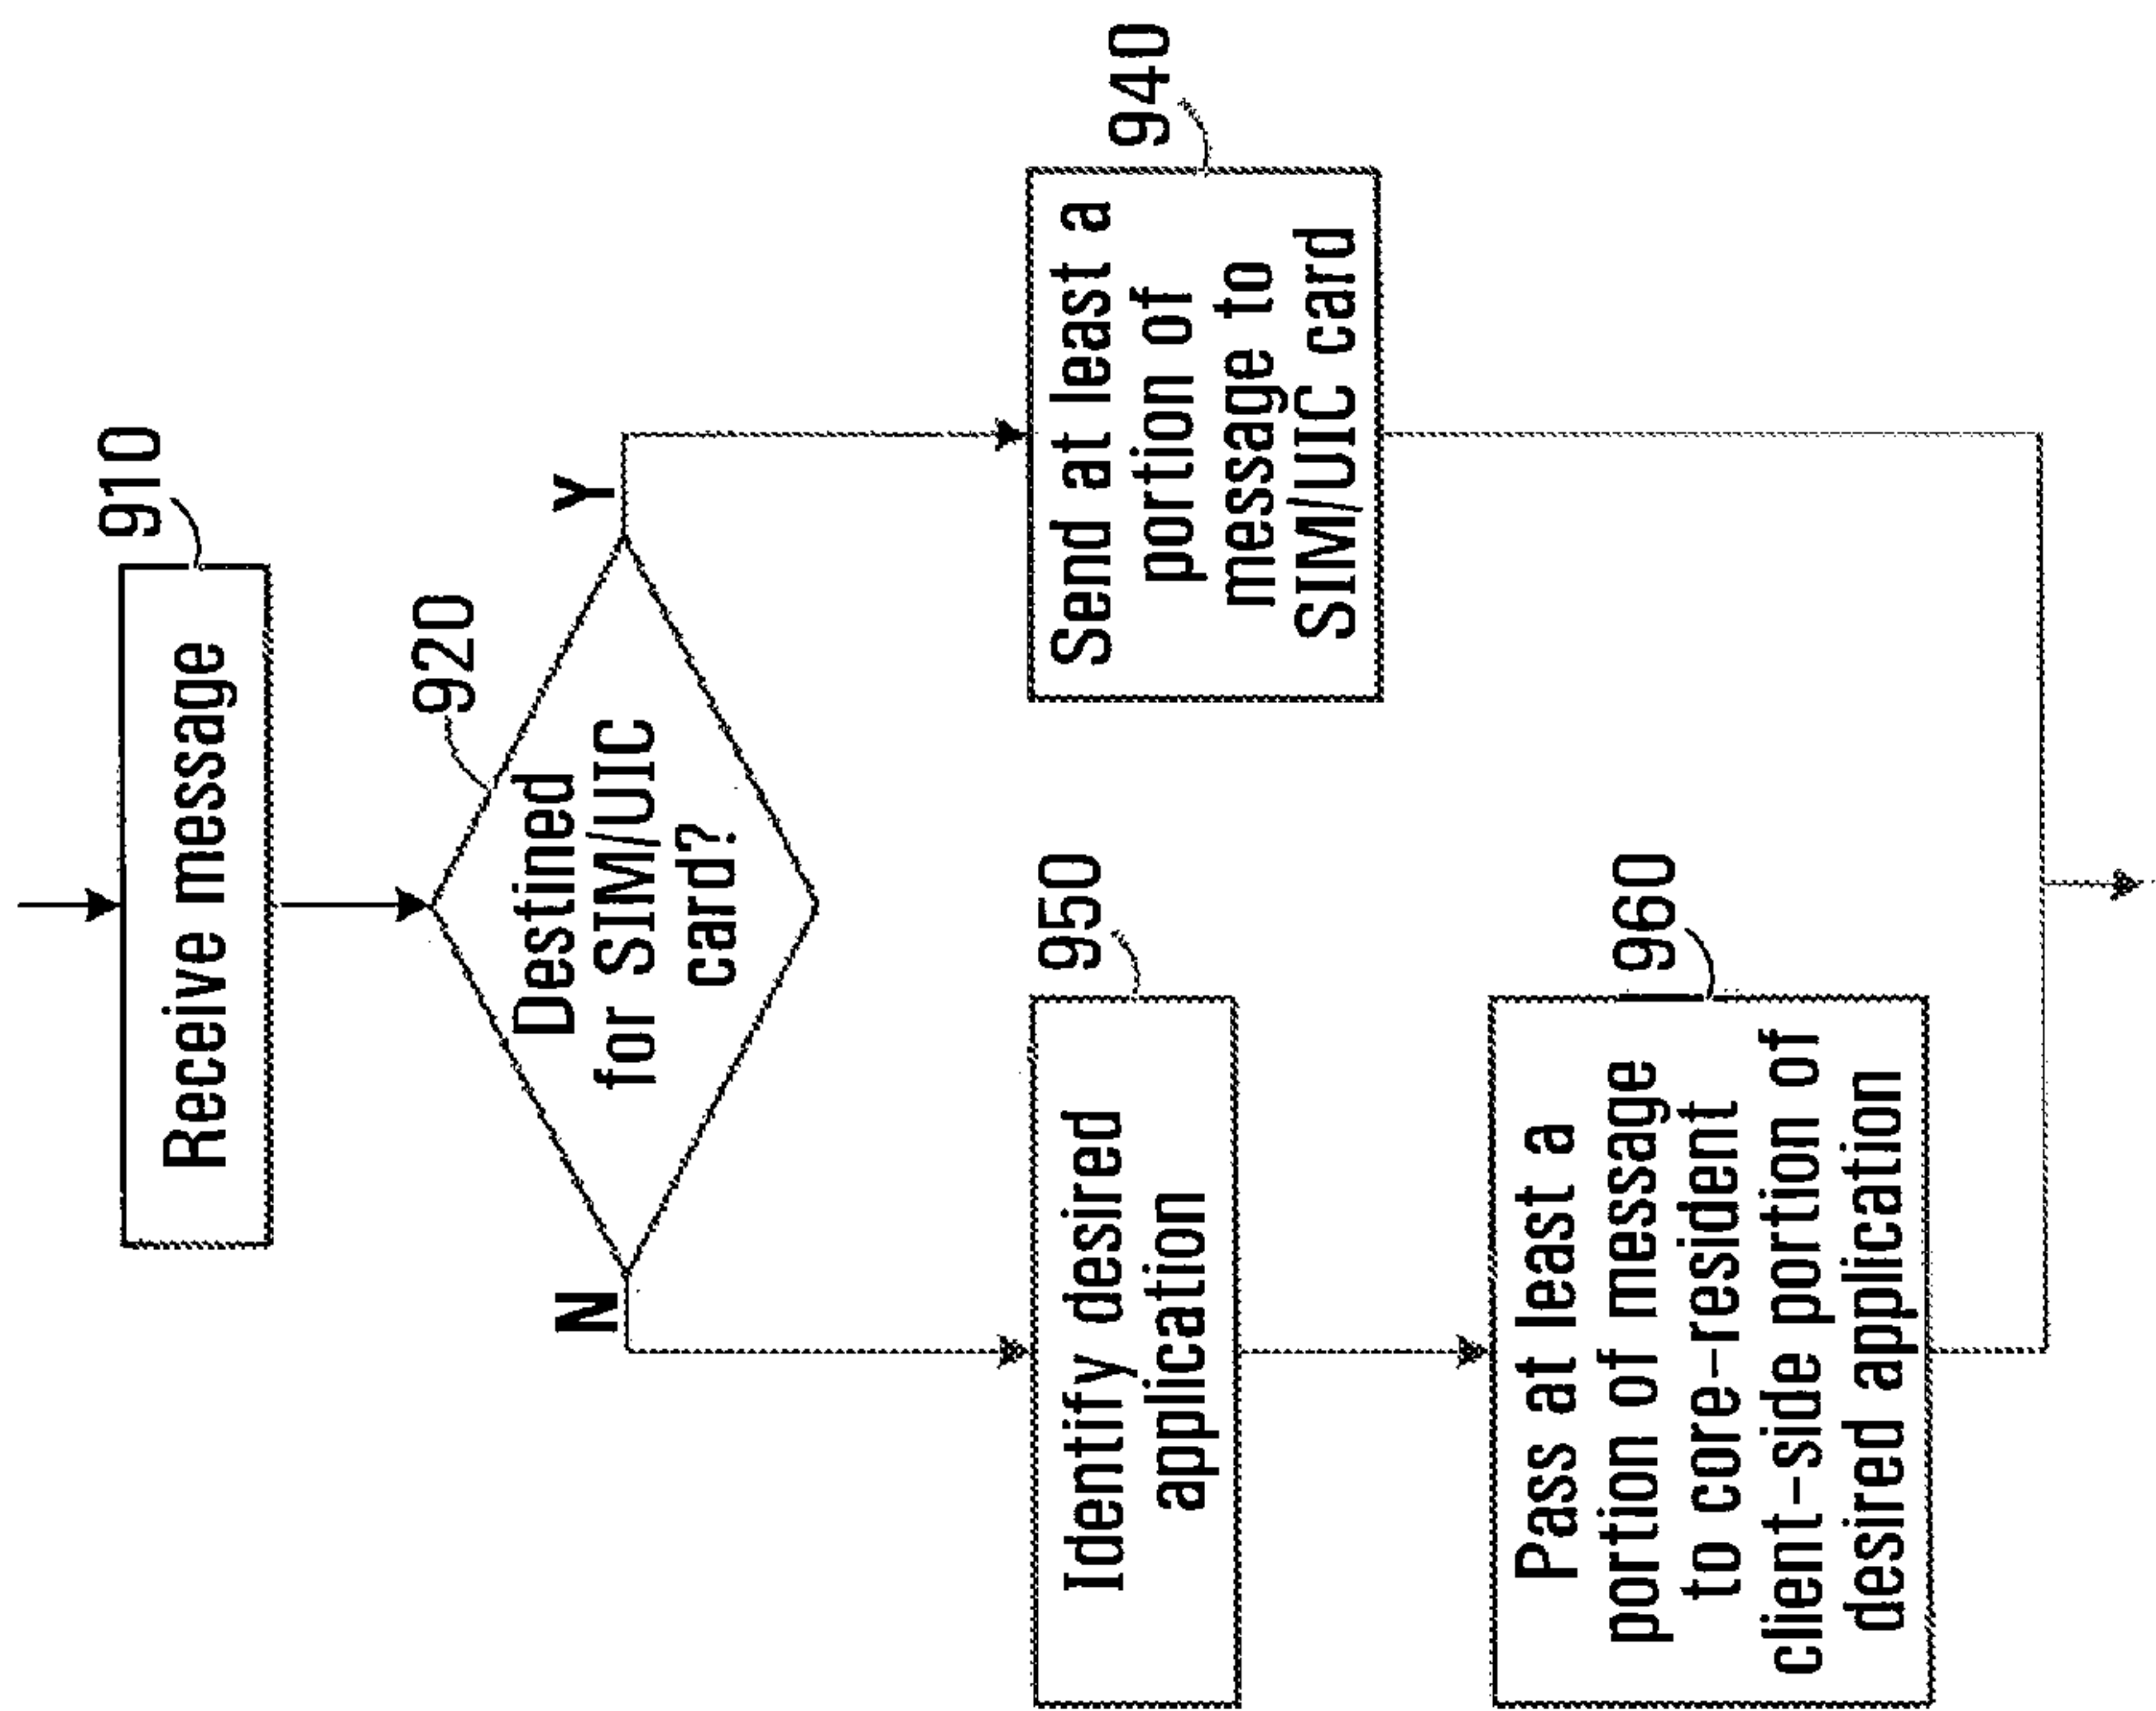 910
Receive message
920
Destined
for SIM/UIC
card?
N
Y
950
Identify desired
application
940
Send at least a
portion of
message to
SIM/UIC card
960
Pass at least a
portion of message
to core-resident
client-side portion of
desired application